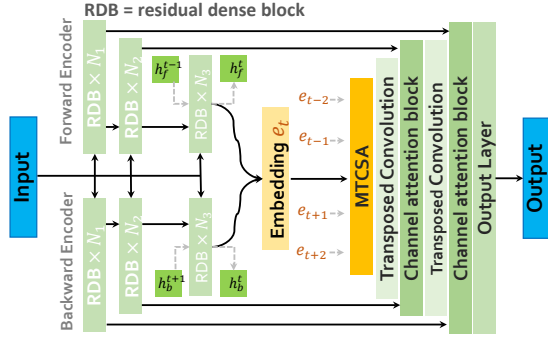 RDB = residual dense block
Forward Encoder
RDB × N₁
RDB × N₂
h_f^{t-1}
RDB × N₃
h_f^t
Input
Backward Encoder
RDB × N₁
RDB × N₂
h_b^{t+1}
RDB × N₃
h_b^t
Embedding e_t
e_{t-2}
e_{t-1}
e_{t+1}
e_{t+2}
MTCSA
Transposed Convolution
Channel attention block
Transposed Convolution
Channel attention block
Output Layer
Output